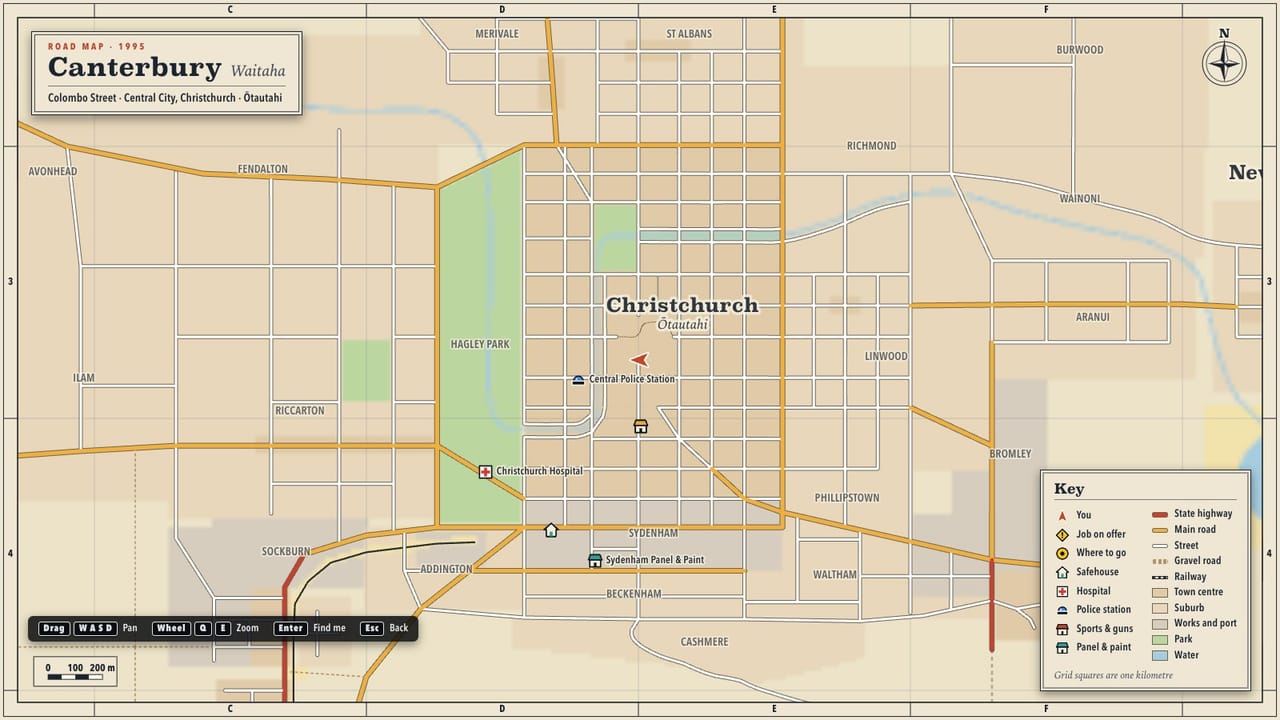 C
D
E
F
ROAD MAP · 1995
Canterbury Waitaha
Colombo Street · Central City, Christchurch · Ōtautahi
N
MERIVALE
ST ALBANS
BURWOOD
RICHMOND
AVONHEAD
FENDALTON
WAINONI
3
3
Christchurch
Ōtautahi
ARANUI
HAGLEY PARK
LINWOOD
ILAM
Central Police Station
RICCARTON
BROMLEY
Christchurch Hospital
PHILLIPSTOWN
SYDENHAM
SOCKBURN
4
4
Sydenham Panel & Paint
ADDINGTON
WALTHAM
BECKENHAM
CASHMERE
Key
You
Job on offer
Where to go
Safehouse
Hospital
Police station
Sports & guns
Panel & paint
State highway
Main road
Street
Gravel road
Railway
Town centre
Suburb
Works and port
Park
Water
Grid squares are one kilometre
Drag W A S D Pan Wheel Q E Zoom Enter Find me Esc Back
0 100 200 m
C
D
E
F